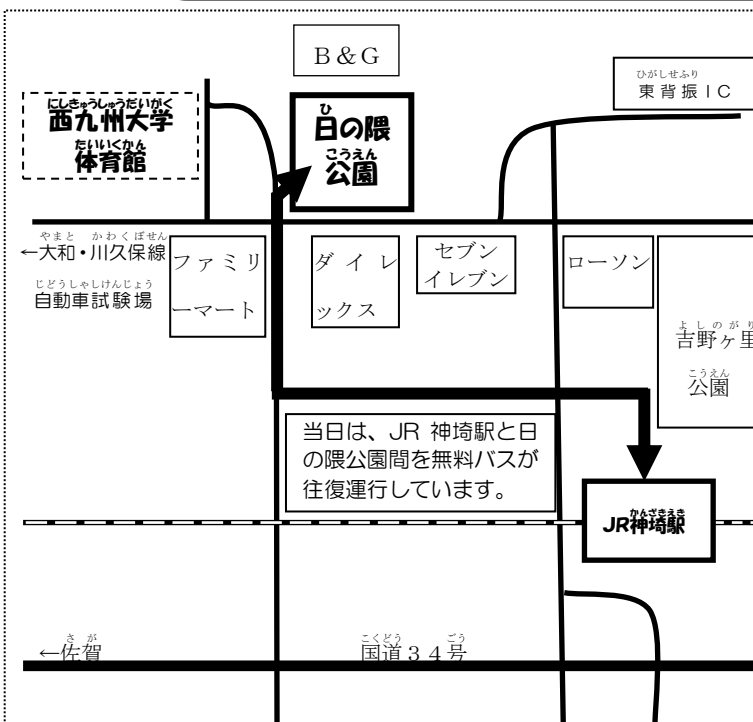 B＆G
ひがしせふり
東背振IC
にしきゅうしゅうだいがく
西九州大学
たいいくかん
体育館
ひ
日の隈
こうえん
公園
やまと かわくぼせん
←大和・川久保線
じどうしゃしけんじょう
自動車試験場
ファミリ
ーマート
ダイレ
ックス
セブン
イレブン
ローソン
よしのがり
吉野ヶ里
こうえん
公園
当日は、JR 神埼駅と日
の隈公園間を無料バスが
往復運行しています。
かんざきえき
JR神埼駅
さが
←佐賀
こくどう ごう
国道３４号